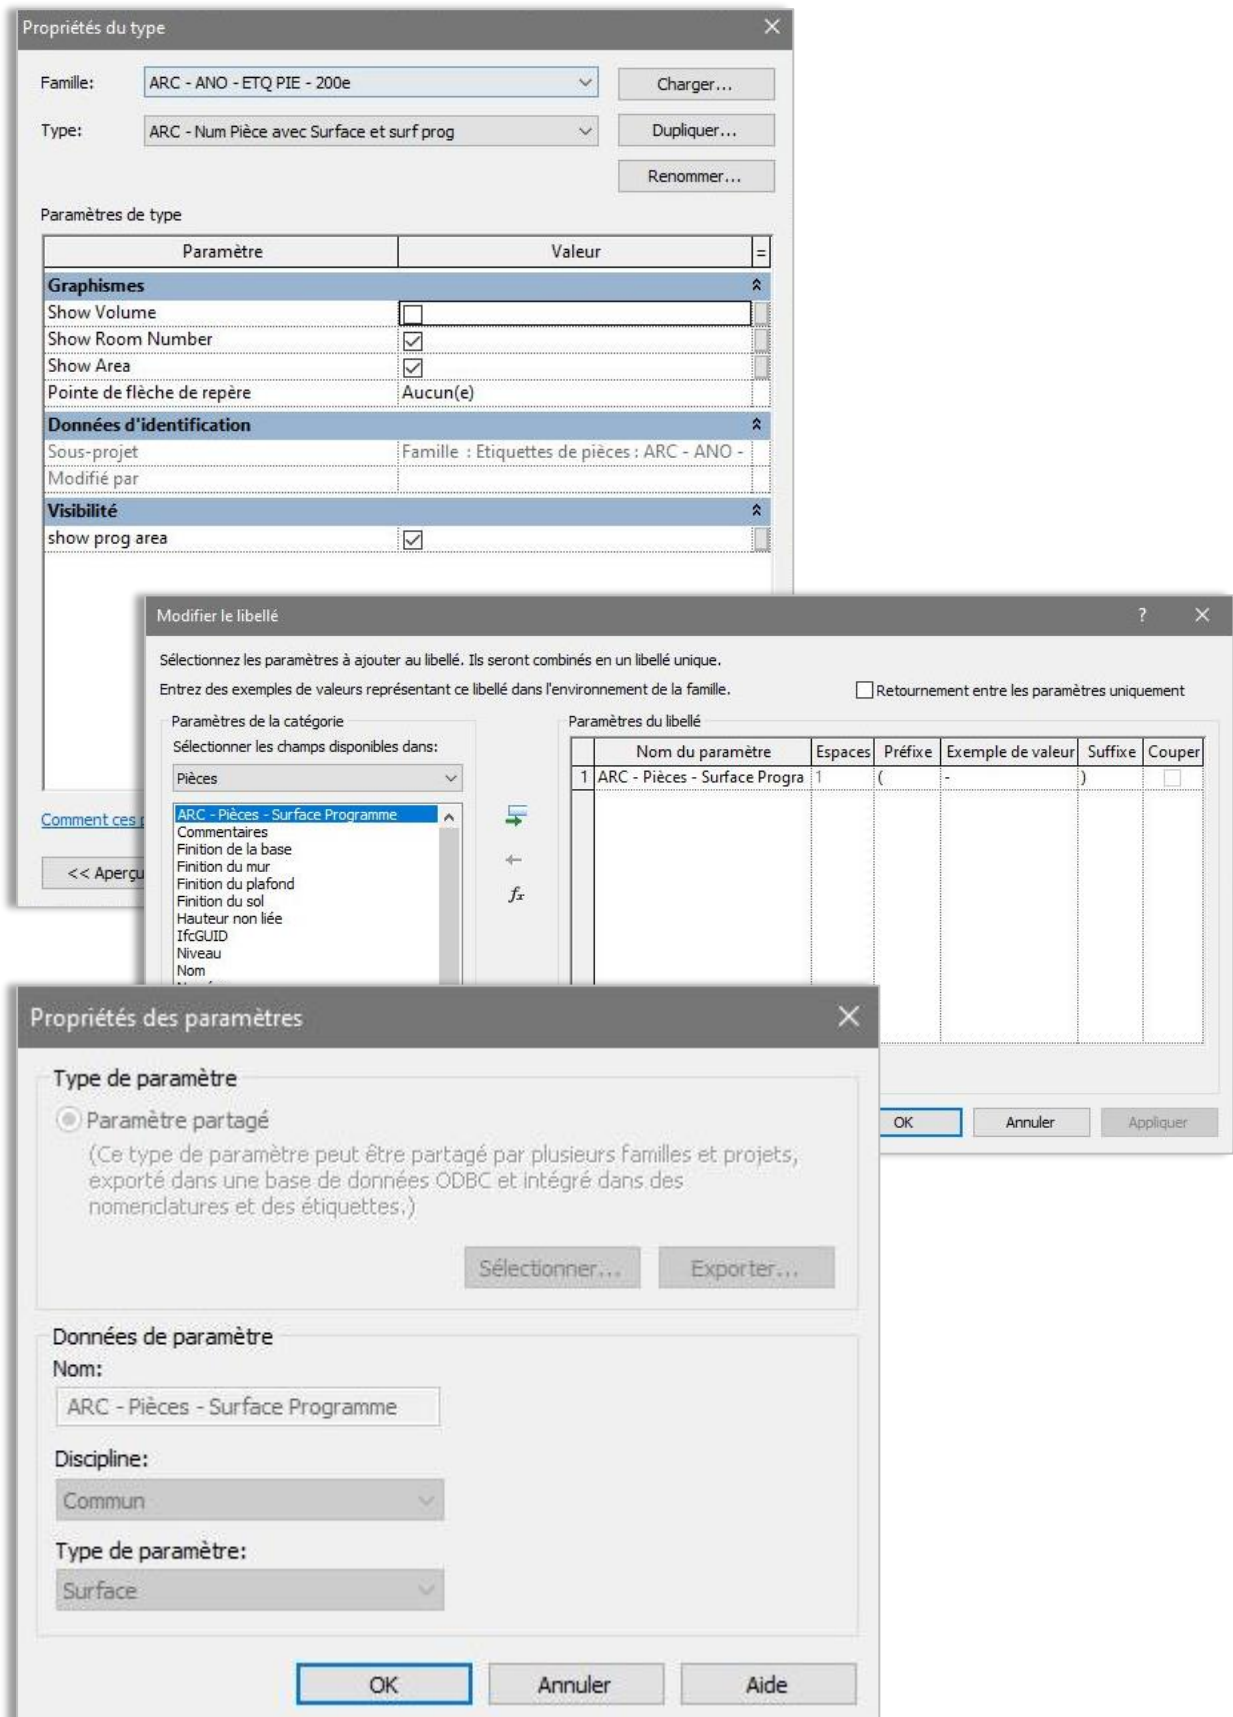 Propriétés du type
Famille: ARC - ANO - ETQ PIE - 200e Charger...
Type: ARC - Num Pièce avec Surface et surf prog Dupliquer...
Renommer...
Paramètres de type
Paramètre Valeur =
Graphismes
Show Volume
Show Room Number
Show Area
Pointe de flèche de repère Aucun(e)
Données d'identification
Sous-projet Famille : Etiquettes de pièces : ARC - ANO -
Modifié par
Visibilité
show prog area
Comment ces
<< Aperçu
Modifier le libellé ?
Sélectionnez les paramètres à ajouter au libellé. Ils seront combinés en un libellé unique.
Entrez des exemples de valeurs représentant ce libellé dans l'environnement de la famille. Retournement entre les paramètres uniquement
Paramètres de la catégorie
Sélectionner les champs disponibles dans:
Pièces
ARC - Pièces - Surface Programme
Commentaires
Finition de la base
Finition du mur
Finition du plafond
Finition du sol
Hauteur non liée
IfcGUID
Niveau
Nom
fx
Paramètres du libellé
Nom du paramètre Espaces Préfixe Exemple de valeur Suffixe Couper
1 ARC - Pièces - Surface Progra 1 ( - )
OK Annuler Appliquer
Propriétés des paramètres
Type de paramètre
Paramètre partagé
(Ce type de paramètre peut être partagé par plusieurs familles et projets,
exporté dans une base de données ODBC et intégré dans des
nomenclatures et des étiquettes.)
Sélectionner... Exporter...
Données de paramètre
Nom:
ARC - Pièces - Surface Programme
Discipline:
Commun
Type de paramètre:
Surface
OK Annuler Aide